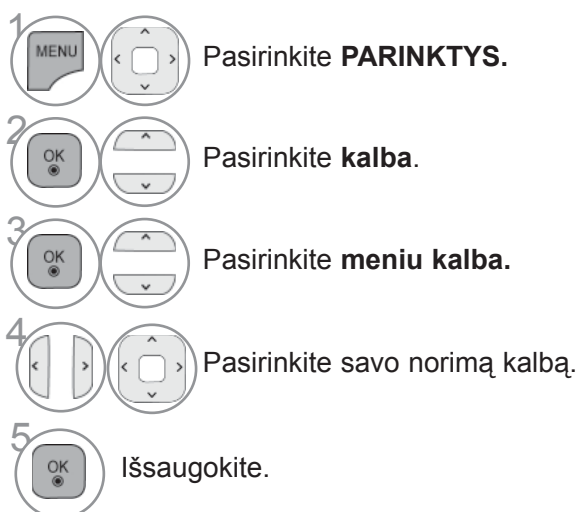 1 MENU Pasirinkite PARINKTYS.
2 OK Pasirinkite kalba.
3 OK Pasirinkite meniu kalba.
4 Pasirinkite savo norimą kalbą.
5 OK Išsaugokite.